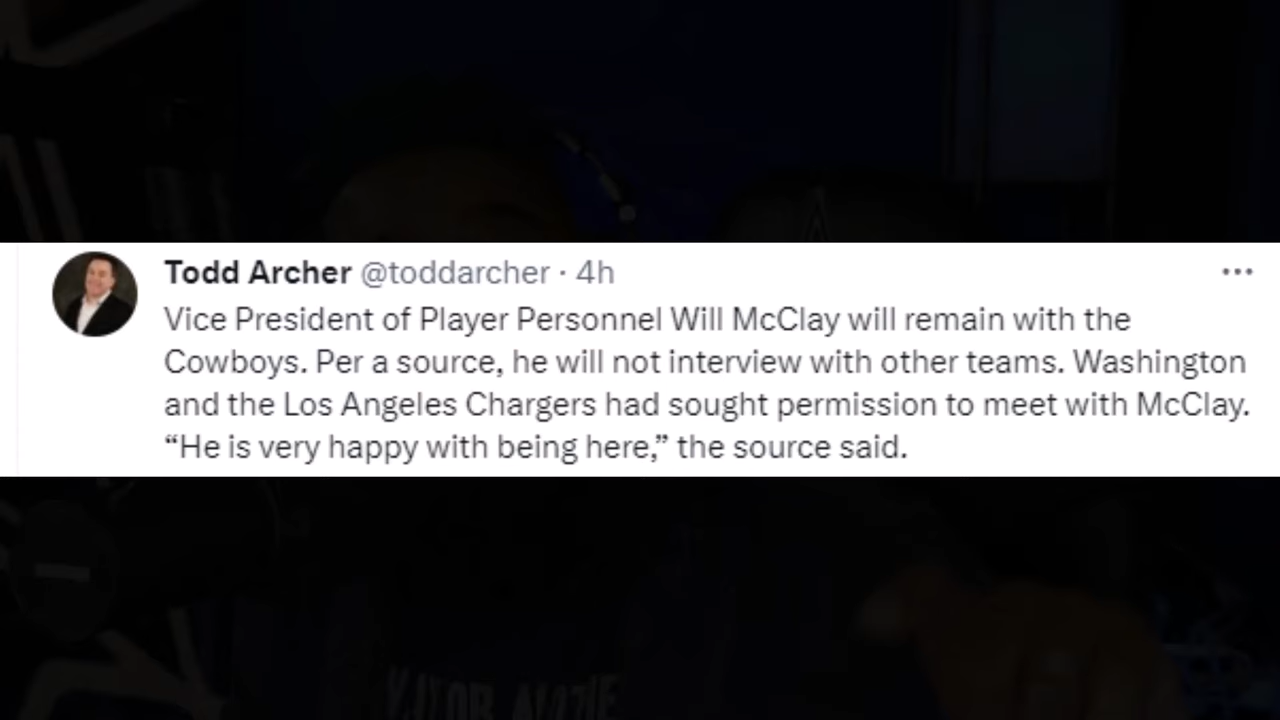 Todd Archer @toddarcher · 4h
Vice President of Player Personnel Will McClay will remain with the
Cowboys. Per a source, he will not interview with other teams. Washington
and the Los Angeles Chargers had sought permission to meet with McClay.
“He is very happy with being here,” the source said.